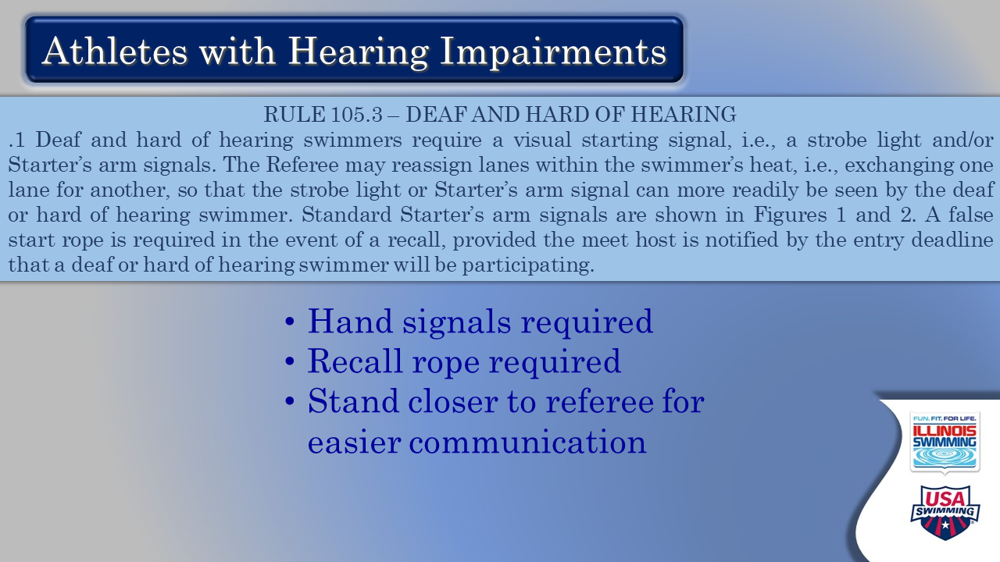 Athletes with Hearing Impairments
RULE 105.3 – DEAF AND HARD OF HEARING
.1 Deaf and hard of hearing swimmers require a visual starting signal, i.e., a strobe light and/or
Starter’s arm signals. The Referee may reassign lanes within the swimmer’s heat, i.e., exchanging one
lane for another, so that the strobe light or Starter’s arm signal can more readily be seen by the deaf
or hard of hearing swimmer. Standard Starter’s arm signals are shown in Figures 1 and 2. A false
start rope is required in the event of a recall, provided the meet host is notified by the entry deadline
that a deaf or hard of hearing swimmer will be participating.
• Hand signals required
• Recall rope required
• Stand closer to referee for
easier communication
FUN. FIT. FOR LIFE.
ILLINOIS
SWIMMING
USA
SWIMMING